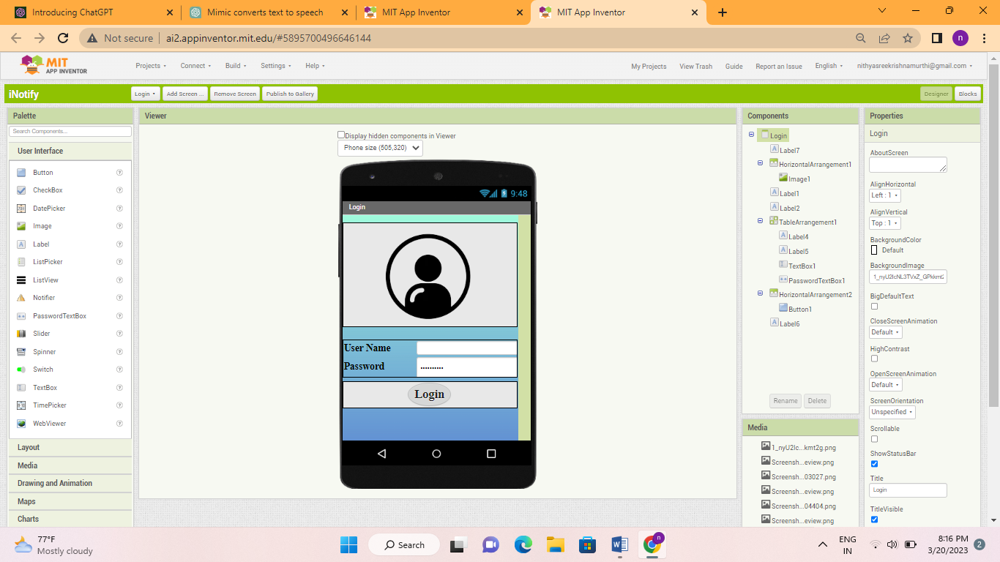 Introducing ChatGPT
Mimic converts text to speech
MIT App Inventor
MIT App Inventor
Not secure
ai2.appinventor.mit.edu/#5895700496646144
n
MIT
APP INVENTOR
Projects
Connect
Build
Settings
Help
My Projects
View Trash
Guide
Report an Issue
English
nithyasreekrishnamurthi@gmail.com
iNotify
Login
Add Screen ...
Remove Screen
Publish to Gallery
Designer
Blocks
Palette
Search Components...
User Interface
Button
CheckBox
DatePicker
Image
Label
ListPicker
ListView
Notifier
PasswordTextBox
Slider
Spinner
Switch
TextBox
TimePicker
WebViewer
Layout
Media
Drawing and Animation
Maps
Charts
Viewer
Display hidden components in Viewer
Phone size (505,320)
9:48
Login
User Name
Password
..........
Login
Components
Login
Label7
HorizontalArrangement1
Image1
Label1
Label2
TableArrangement1
Label4
Label5
TextBox1
PasswordTextBox1
HorizontalArrangement2
Button1
Label6
Rename
Delete
Media
1_nyU2Ic...kmt2g.png
Screensh...eview.png
Screensh...03027.png
Screensh...eview.png
Screensh...04404.png
Screensh...eview.png
Properties
Login
AboutScreen
AlignHorizontal
Left : 1
AlignVertical
Top : 1
BackgroundColor
Default
BackgroundImage
1_nyU2IcNL3TVxZ_GPkkmt2
BigDefaultText
CloseScreenAnimation
Default
HighContrast
OpenScreenAnimation
Default
ScreenOrientation
Unspecified
Scrollable
ShowStatusBar
Title
Login
TitleVisible
77°F
Mostly cloudy
Search
n
ENG
IN
8:16 PM
3/20/2023
2